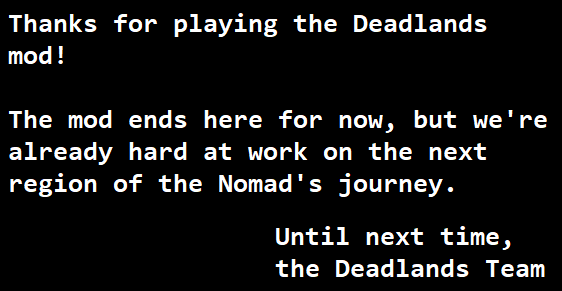 Thanks for playing the Deadlands
mod!
The mod ends here for now, but we're
already hard at work on the next
region of the Nomad's journey.
Until next time,
the Deadlands Team